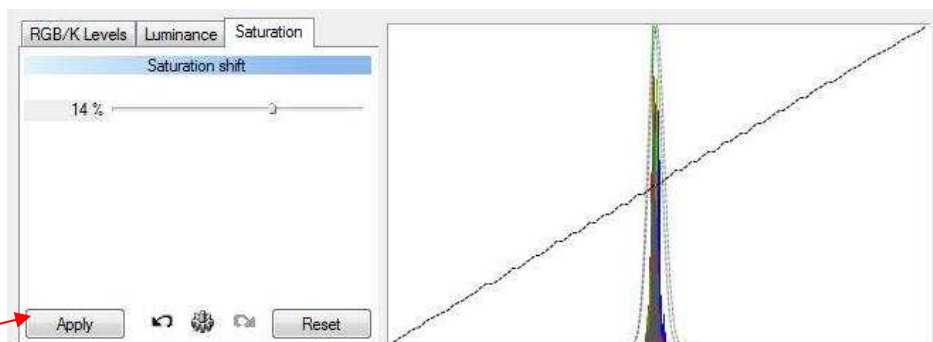 RGB/K Levels Luminance Saturation
Saturation shift
14 %
Apply Reset